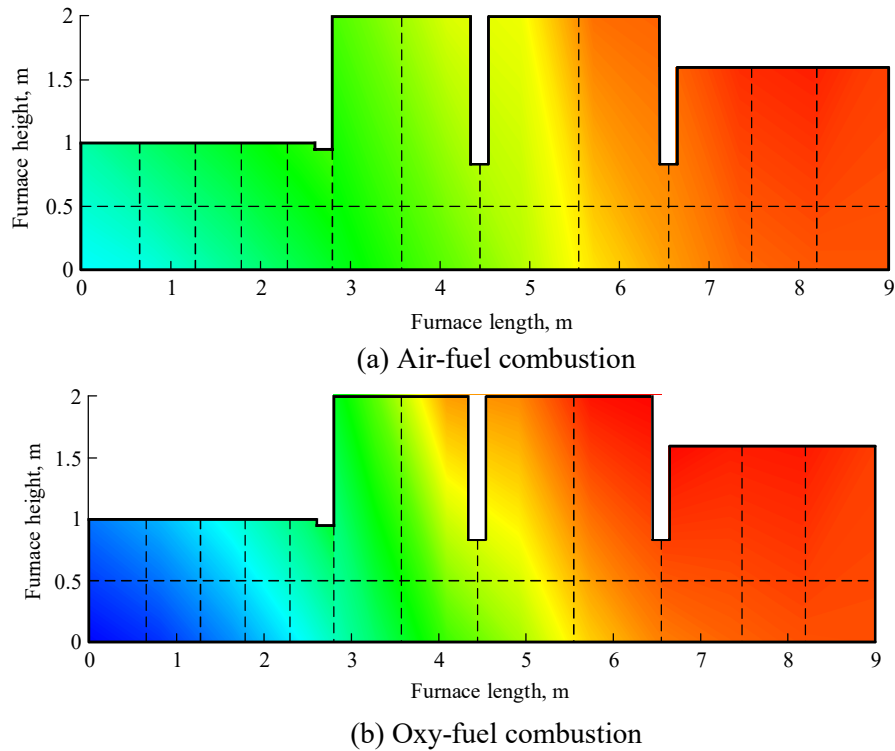 Furnace height, m
2
1.5
1
0.5
0
0 1 2 3 4 5 6 7 8 9
Furnace length, m
(a) Air-fuel combustion
Furnace height, m
2
1.5
1
0.5
0
0 1 2 3 4 5 6 7 8 9
Furnace length, m
(b) Oxy-fuel combustion